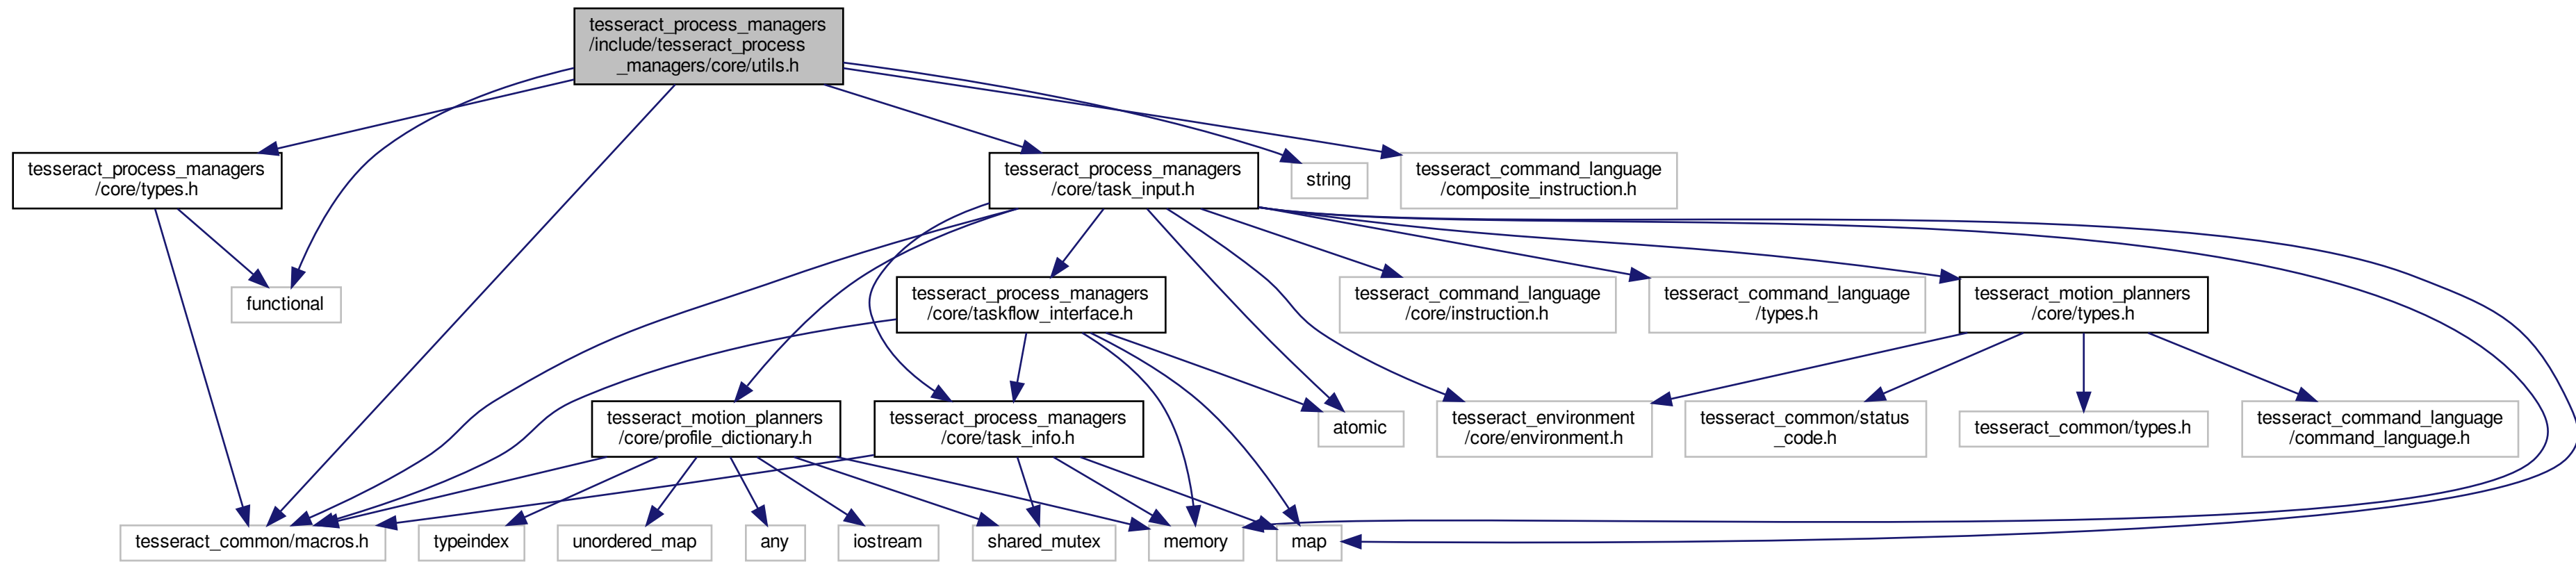 tesseract_process_managers
/include/tesseract_process
_managers/core/utils.h
tesseract_process_managers
/core/types.h
tesseract_process_managers
/core/task_input.h
string
tesseract_command_language
/composite_instruction.h
functional
tesseract_process_managers
/core/taskflow_interface.h
tesseract_command_language
/core/instruction.h
tesseract_command_language
/types.h
tesseract_motion_planners
/core/types.h
tesseract_motion_planners
/core/profile_dictionary.h
tesseract_process_managers
/core/task_info.h
atomic
tesseract_environment
/core/environment.h
tesseract_common/status
_code.h
tesseract_common/types.h
tesseract_command_language
/command_language.h
tesseract_common/macros.h
typeindex
unordered_map
any
iostream
shared_mutex
memory
map